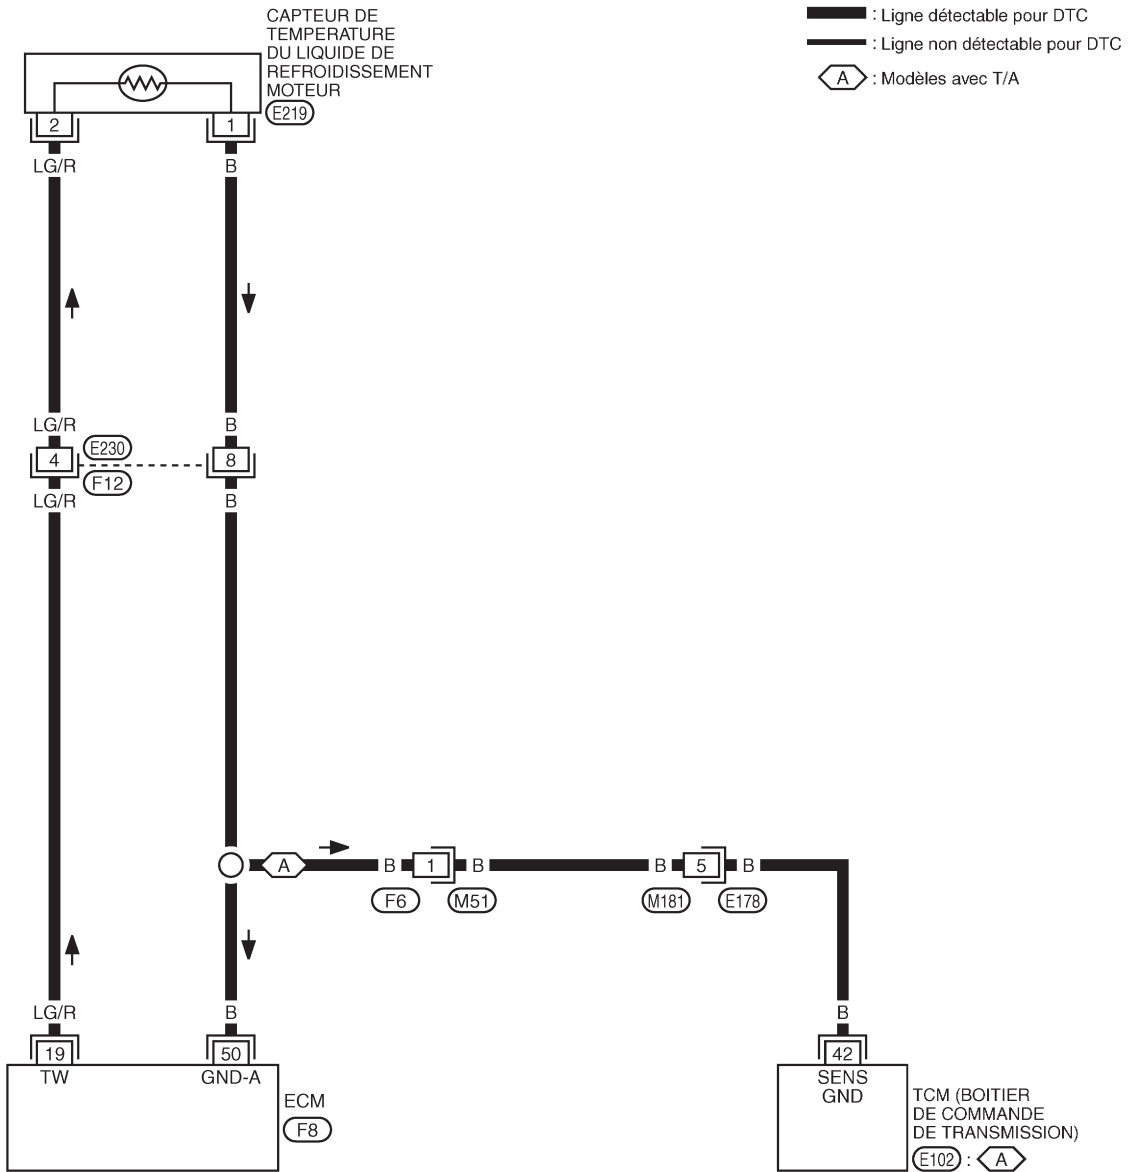 CAPTEUR DE
TEMPERATURE
DU LIQUIDE DE
REFROIDISSEMENT
MOTEUR
E219
: Ligne détectable pour DTC
: Ligne non détectable pour DTC
A : Modèles avec T/A
2 1
LG/R B
LG/R B
4 E230 8
F12
LG/R B
A B 1 B B 5 B
F6 M51 M181 E178
LG/R B B
19 50 42
TW GND-A SENS
GND
ECM
F8
TCM (BOITIER
DE COMMANDE
DE TRANSMISSION)
E102 : A